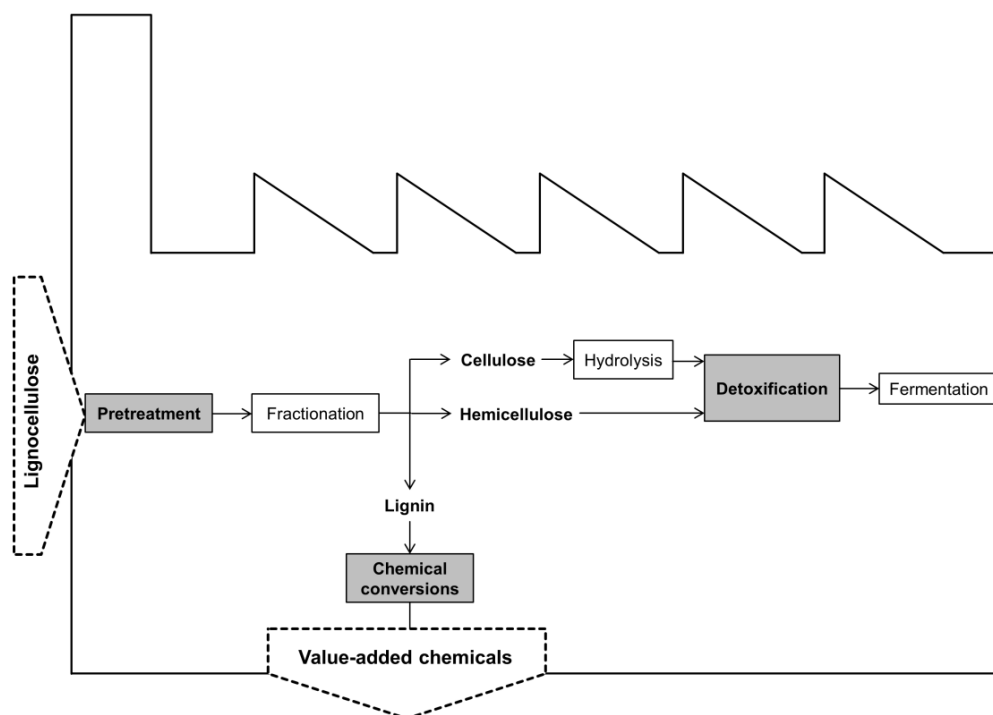 Lignocellulose
Pretreatment
Fractionation
Cellulose
Hydrolysis
Hemicellulose
Detoxification
Fermentation
Lignin
Chemical
conversions
Value-added chemicals